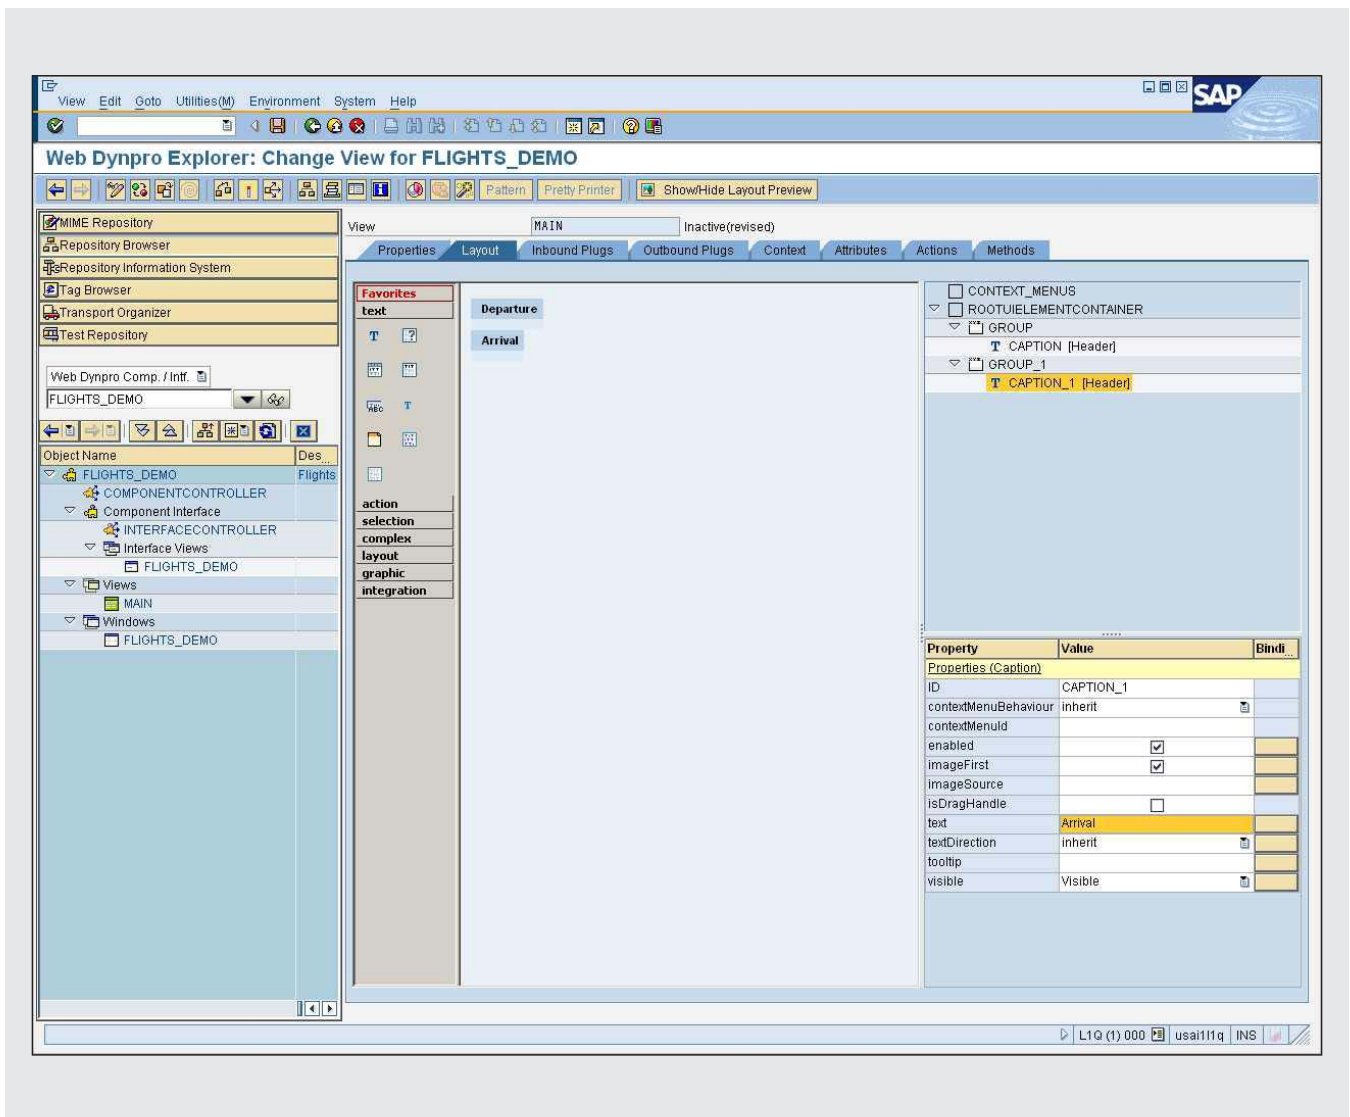 View Edit Goto Utilities(M) Environment System Help
SAP
Web Dynpro Explorer: Change View for FLIGHTS_DEMO
Pattern Pretty Printer Show/Hide Layout Preview
MIME Repository
Repository Browser
Repository Information System
Tag Browser
Transport Organizer
Test Repository
Web Dynpro Comp. / Intf.
FLIGHTS_DEMO
Object Name Des...
FLIGHTS_DEMO Flights
COMPONENTCONTROLLER
Component Interface
INTERFACECONTROLLER
Interface Views
FLIGHTS_DEMO
Views
MAIN
Windows
FLIGHTS_DEMO
View MAIN Inactive(revised)
Properties Layout Inbound Plugs Outbound Plugs Context Attributes Actions Methods
Favorites
text
action
selection
complex
layout
graphic
integration
Departure
Arrival
CONTEXT_MENUS
ROOTUIELEMENTCONTAINER
GROUP
CAPTION [Header]
GROUP_1
CAPTION_1 [Header]
Property Value Bindi...
Properties (Caption)
ID CAPTION_1
contextMenuBehaviour inherit
contextMenuId
enabled
imageFirst
imageSource
isDragHandle
text Arrival
textDirection inherit
tooltip
visible Visible
L1Q (1) 000 usai1l1q INS